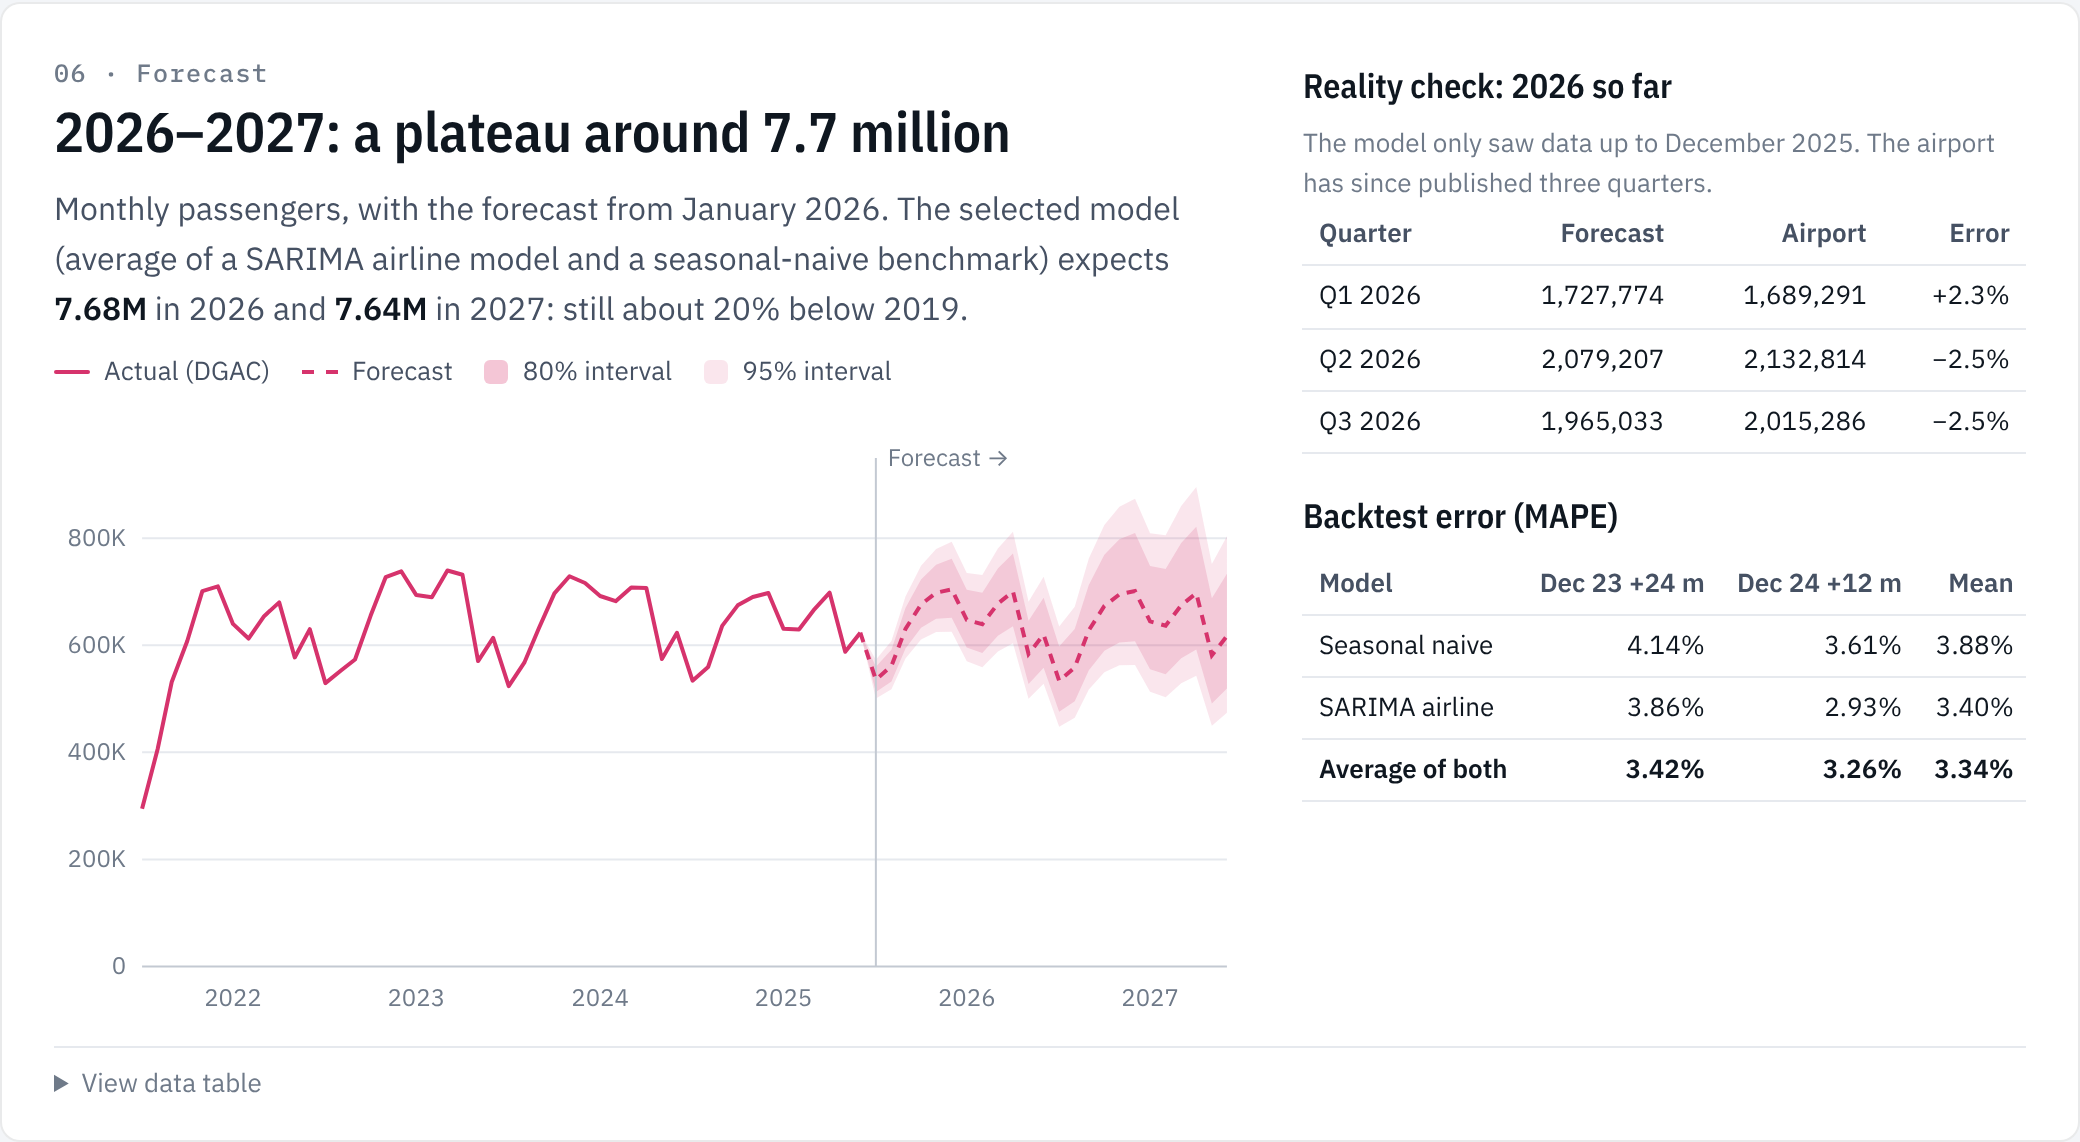 06 · Forecast
2026–2027: a plateau around 7.7 million
Monthly passengers, with the forecast from January 2026. The selected model
(average of a SARIMA airline model and a seasonal-naive benchmark) expects
7.68M in 2026 and 7.64M in 2027: still about 20% below 2019.
Actual (DGAC) Forecast 80% interval 95% interval
Forecast →
800K
600K
400K
200K
0
2022 2023 2024 2025 2026 2027
Reality check: 2026 so far
The model only saw data up to December 2025. The airport
has since published three quarters.
Quarter Forecast Airport Error
Q1 2026 1,727,774 1,689,291 +2.3%
Q2 2026 2,079,207 2,132,814 −2.5%
Q3 2026 1,965,033 2,015,286 −2.5%
Backtest error (MAPE)
Model Dec 23 +24 m Dec 24 +12 m Mean
Seasonal naive 4.14% 3.61% 3.88%
SARIMA airline 3.86% 2.93% 3.40%
Average of both 3.42% 3.26% 3.34%
▶ View data table